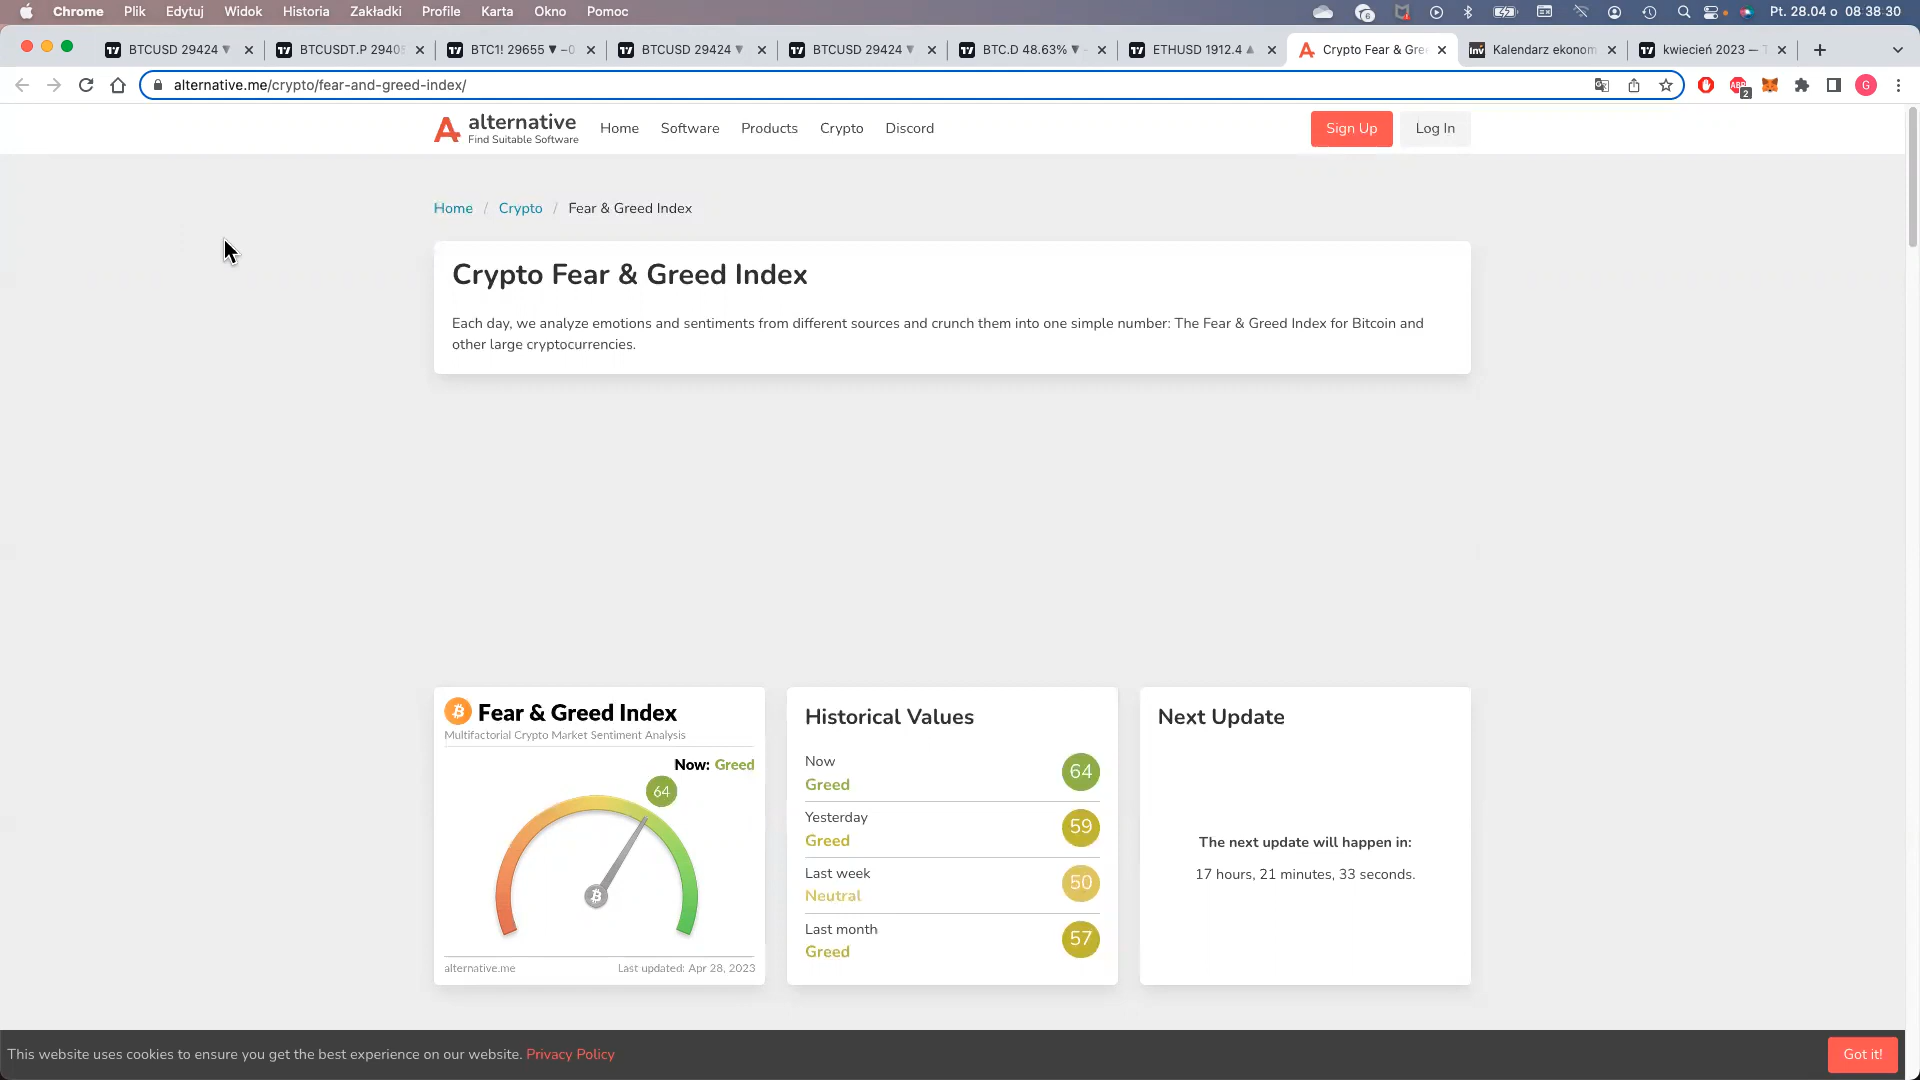 Chrome Plik Edytuj Widok Historia Zakładki Profile Karta Okno Pomoc
6
Pt. 28.04 o 08:38:30
BTCUSD 29424 ▼
BTCUSDT.P 2940
BTC1! 29655 ▼ −0
BTCUSD 29424 ▼
BTCUSD 29424 ▼
BTC.D 48.63% ▼
ETHUSD 1912.4 ▲
Crypto Fear & Gre
Inv
Kalendarz ekonom
kwiecień 2023 —
alternative.me/crypto/fear-and-greed-index/
ABP
2
G
alternative
Find Suitable Software
Home Software Products Crypto Discord
Sign Up Log In
Home / Crypto / Fear & Greed Index
Crypto Fear & Greed Index
Each day, we analyze emotions and sentiments from different sources and crunch them into one simple number: The Fear & Greed Index for Bitcoin and
other large cryptocurrencies.
Fear & Greed Index
Multifactorial Crypto Market Sentiment Analysis
Now: Greed
64
alternative.me
Last updated: Apr 28, 2023
Historical Values
Now
Greed
64
Yesterday
Greed
59
Last week
Neutral
50
Last month
Greed
57
Next Update
The next update will happen in:
17 hours, 21 minutes, 33 seconds.
This website uses cookies to ensure you get the best experience on our website. Privacy Policy
Got it!